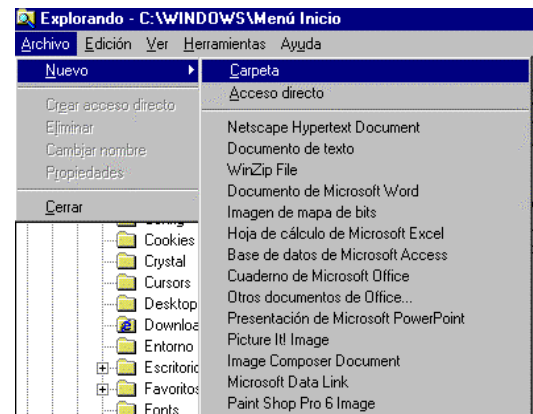 Explorando - C:\WINDOWS\Menú Inicio
Archivo Edición Ver Herramientas Ayuda
Nuevo
Crear acceso directo
Eliminar
Cambiar nombre
Propiedades
Cerrar
Carpeta
Acceso directo
Netscape Hypertext Document
Documento de texto
WinZip File
Documento de Microsoft Word
Imagen de mapa de bits
Hoja de cálculo de Microsoft Excel
Base de datos de Microsoft Access
Cuaderno de Microsoft Office
Otros documentos de Office...
Presentación de Microsoft PowerPoint
Picture It! Image
Image Composer Document
Microsoft Data Link
Paint Shop Pro 6 Image
Cookies
Crystal
Cursors
Desktop
Downloa
Entorno
Escritorio
Favoritos
Fonts